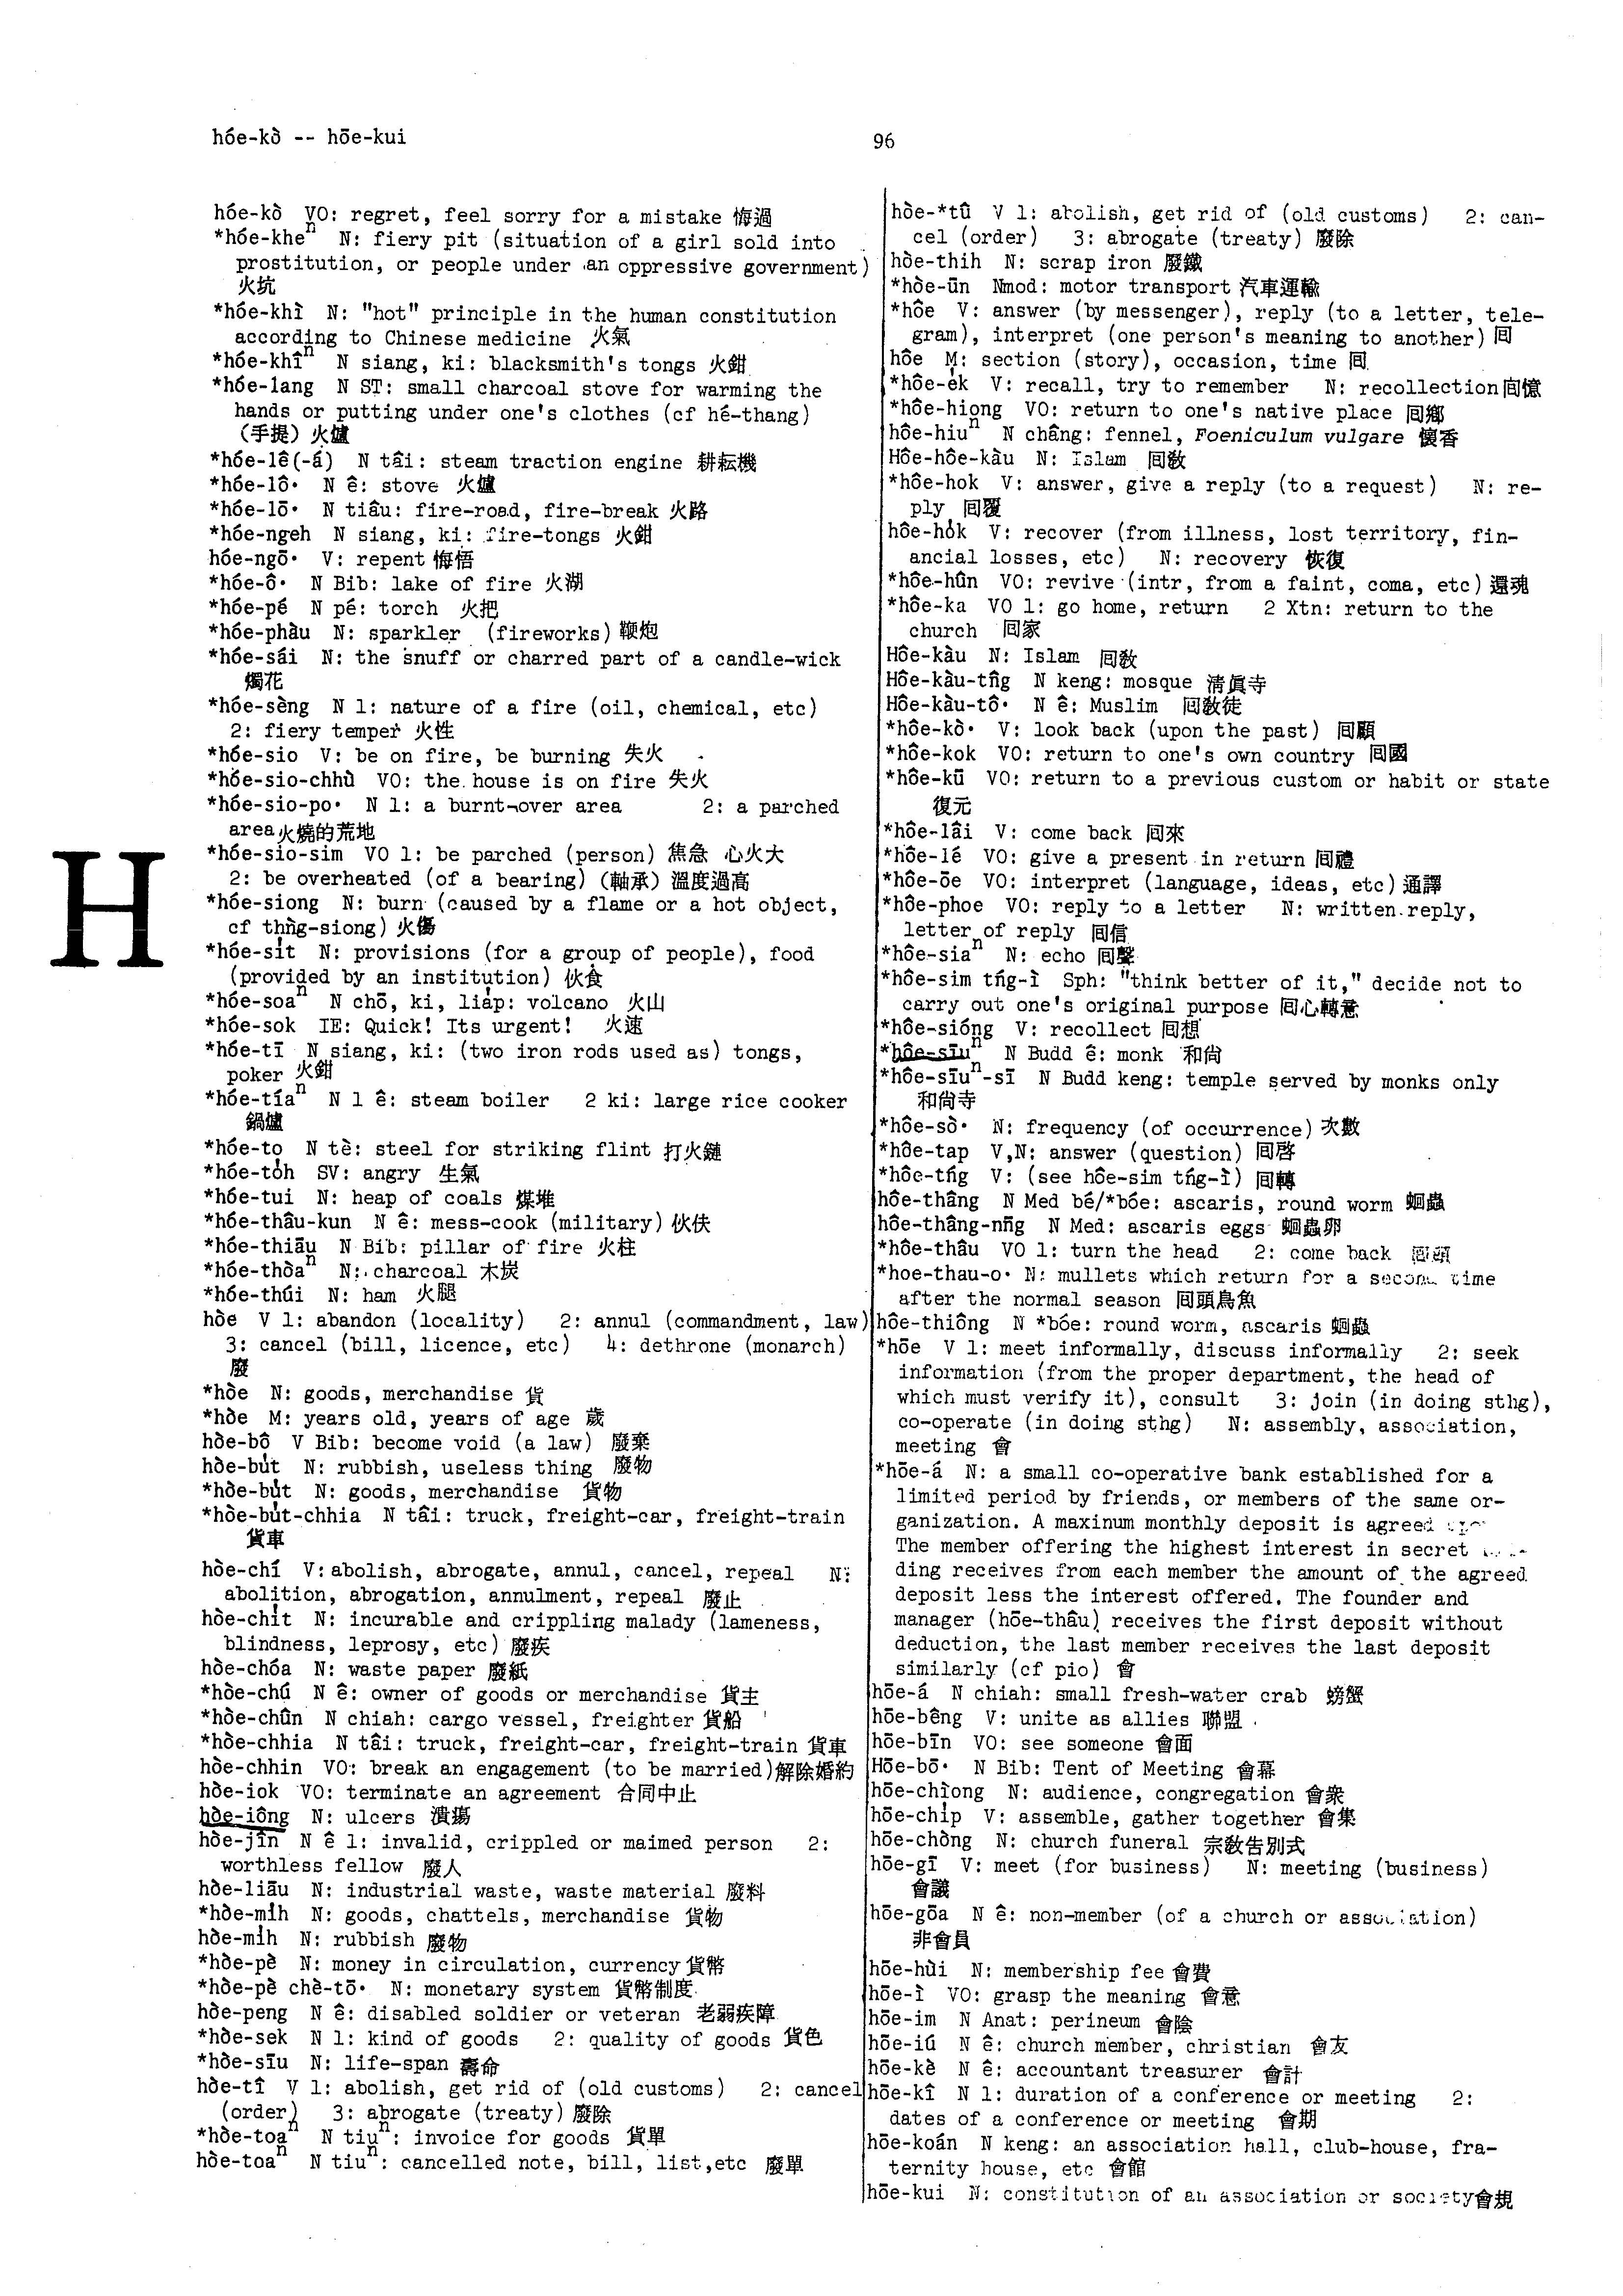 hóe-kò -- hōe-kui
96
hóe-kò VO: regret, feel sorry for a mistake 悔過
*hóe-kheⁿ N: fiery pit (situation of a girl sold into
prostitution, or people under an oppressive government)
火坑
*hóe-khì N: "hot" principle in the human constitution
according to Chinese medicine 火氣
*hóe-khîⁿ N siang, ki: blacksmith's tongs 火鉗
*hóe-lang N ST: small charcoal stove for warming the
hands or putting under one's clothes (cf hé-thang)
(手提) 火爐
*hóe-lê(-á) N tâi: steam traction engine 耕耘機
*hóe-lô· N ê: stove 火爐
*hóe-lō· N tiâu: fire-road, fire-break 火路
*hóe-ngeh N siang, ki: fire-tongs 火鉗
hóe-ngō· V: repent 悔悟
*hóe-ô· N Bib: lake of fire 火湖
*hóe-pé N pé: torch 火把
*hóe-phàu N: sparkler (fireworks) 鞭炮
*hóe-sái N: the snuff or charred part of a candle-wick
燭花
*hóe-sèng N 1: nature of a fire (oil, chemical, etc)
2: fiery temper 火性
*hóe-sio V: be on fire, be burning 失火
*hóe-sio-chhù VO: the house is on fire 失火
*hóe-sio-po· N 1: a burnt-over area 2: a parched
area 火燒的荒地
*hóe-sio-sim VO 1: be parched (person) 焦急 心火大
2: be overheated (of a bearing) (軸承) 溫度過高
*hóe-siong N: burn (caused by a flame or a hot object,
cf thǹg-siong) 火傷
*hóe-si̍t N: provisions (for a group of people), food
(provided by an institution) 伙食
*hóe-soaⁿ N chō, ki, lia̍p: volcano 火山
*hóe-sok IE: Quick! Its urgent! 火速
*hóe-tī N siang, ki: (two iron rods used as) tongs,
poker 火鉗
*hóe-tíaⁿ N 1 ê: steam boiler 2 ki: large rice cooker
鍋爐
*hóe-to N tè: steel for striking flint 打火鏈
*hóe-to̍h SV: angry 生氣
*hóe-tui N: heap of coals 煤堆
*hóe-thâu-kun N ê: mess-cook (military) 伙伕
*hóe-thiāu N Bib: pillar of fire 火柱
*hóe-thòaⁿ N: charcoal 木炭
*hóe-thúi N: ham 火腿
hòe V 1: abandon (locality) 2: annul (commandment, law)
3: cancel (bill, licence, etc) 4: dethrone (monarch)
廢
*hòe N: goods, merchandise 貨
*hòe M: years old, years of age 歲
hòe-bô V Bib: become void (a law) 廢棄
hòe-bu̍t N: rubbish, useless thing 廢物
*hòe-bu̍t N: goods, merchandise 貨物
*hòe-bu̍t-chhia N tâi: truck, freight-car, freight-train
貨車
hòe-chí V: abolish, abrogate, annul, cancel, repeal N:
abolition, abrogation, annulment, repeal 廢止
hòe-chi̍t N: incurable and crippling malady (lameness,
blindness, leprosy, etc) 廢疾
hòe-chóa N: waste paper 廢紙
*hòe-chú N ê: owner of goods or merchandise 貨主
*hòe-chûn N chiah: cargo vessel, freighter 貨船
*hòe-chhia N tâi: truck, freight-car, freight-train 貨車
hòe-chhin VO: break an engagement (to be married) 解除婚約
hòe-iok VO: terminate an agreement 合同中止
hòe-iông N: ulcers 潰瘍
hòe-jîn N ê 1: invalid, crippled or maimed person 2:
worthless fellow 廢人
hòe-liāu N: industrial waste, waste material 廢料
*hòe-mi̍h N: goods, chattels, merchandise 貨物
hòe-mi̍h N: rubbish 廢物
*hòe-pè N: money in circulation, currency 貨幣
*hòe-pè chè-tō· N: monetary system 貨幣制度
hòe-peng N ê: disabled soldier or veteran 老弱疾障
*hòe-sek N 1: kind of goods 2: quality of goods 貨色
*hòe-sīu N: life-span 壽命
hòe-tî V 1: abolish, get rid of (old customs) 2: cancel
(order) 3: abrogate (treaty) 廢除
*hòe-toaⁿ N tiuⁿ: invoice for goods 貨單
hòe-toaⁿ N tiuⁿ: cancelled note, bill, list,etc 廢單
H
hòe-*tû V 1: abolish, get rid of (old customs) 2: can-
cel (order) 3: abrogate (treaty) 廢除
hòe-thih N: scrap iron 廢鐵
*hòe-ūn Nmod: motor transport 汽車運輸
*hôe V: answer (by messenger), reply (to a letter, tele-
gram), interpret (one person's meaning to another) 回
hôe M: section (story), occasion, time 回
*hôe-e̍k V: recall, try to remember N: recollection 回憶
*hôe-hiong VO: return to one's native place 回鄉
hôe-hiuⁿ N châng: fennel, Foeniculum vulgare 懷香
Hôe-hôe-kàu N: Islam 回教
*hôe-hok V: answer, give a reply (to a request) N: re-
ply 回覆
hôe-ho̍k V: recover (from illness, lost territory, fin-
ancial losses, etc) N: recovery 恢復
*hôe-hûn VO: revive (intr, from a faint, coma, etc) 還魂
*hôe-ka VO 1: go home, return 2 Xtn: return to the
church 回家
Hôe-kàu N: Islam 回教
Hôe-kàu-tn̂g N keng: mosque 清眞寺
Hôe-kàu-tô· N ê: Muslim 回教徒
*hôe-kò· V: look back (upon the past) 回顧
*hôe-kok VO: return to one's own country 回國
*hôe-kū VO: return to a previous custom or habit or state
復元
*hôe-lâi V: come back 回來
*hôe-lé VO: give a present in return 回禮
*hôe-ōe VO: interpret (language, ideas, etc) 通譯
*hôe-phoe VO: reply to a letter N: written reply,
letter of reply 回信
*hôe-siaⁿ N: echo 回聲
*hôe-sim tńg-ì Sph: "think better of it," decide not to
carry out one's original purpose 回心轉意
*hôe-sióng V: recollect 回想
*hôe-sīuⁿ N Budd ê: monk 和尙
*hôe-sīuⁿ-sī N Budd keng: temple served by monks only
和尙寺
*hôe-sò· N: frequency (of occurrence) 次數
*hôe-tap V,N: answer (question) 回啓
*hôe-tńg V: (see hôe-sim tńg-ì) 回轉
hôe-thâng N Med bé/*bóe: ascaris, round worm 蛔蟲
hôe-thâng-nn̄g N Med: ascaris eggs 蛔蟲卵
*hôe-thâu VO 1: turn the head 2: come back 回頭
*hoe-thau-o· N: mullets which return for a second time
after the normal season 回頭烏魚
hôe-thiông N *bóe: round worm, ascaris 蛔蟲
*hōe V 1: meet informally, discuss informally 2: seek
information (from the proper department, the head of
which must verify it), consult 3: join (in doing sthg),
co-operate (in doing sthg) N: assembly, association,
meeting 會
*hōe-á N: a small co-operative bank established for a
limited period by friends, or members of the same or-
ganization. A maxinum monthly deposit is agreed
The member offering the highest interest in secret
ding receives from each member the amount of the agreed
deposit less the interest offered. The founder and
manager (hōe-thâu) receives the first deposit without
deduction, the last member receives the last deposit
similarly (cf pio) 會
hōe-á N chiah: small fresh-water crab 螃蟹
hōe-bêng V: unite as allies 聯盟
hōe-bīn VO: see someone 會面
Hōe-bō· N Bib: Tent of Meeting 會幕
hōe-chìong N: audience, congregation 會衆
hōe-chi̍p V: assemble, gather together 會集
hōe-chòng N: church funeral 宗教告別式
hōe-gī V: meet (for business) N: meeting (business)
會議
hōe-gōa N ê: non-member (of a church or association)
非會員
hōe-hùi N: membership fee 會費
hōe-ì VO: grasp the meaning 會意
hōe-im N Anat: perineum 會陰
hōe-iú N ê: church member, christian 會友
hōe-kè N ê: accountant treasurer 會計
hōe-kî N 1: duration of a conference or meeting 2:
dates of a conference or meeting 會期
hōe-koán N keng: an association hall, club-house, fra-
ternity house, etc 會館
hōe-kui N: constitution of an association or society 會規